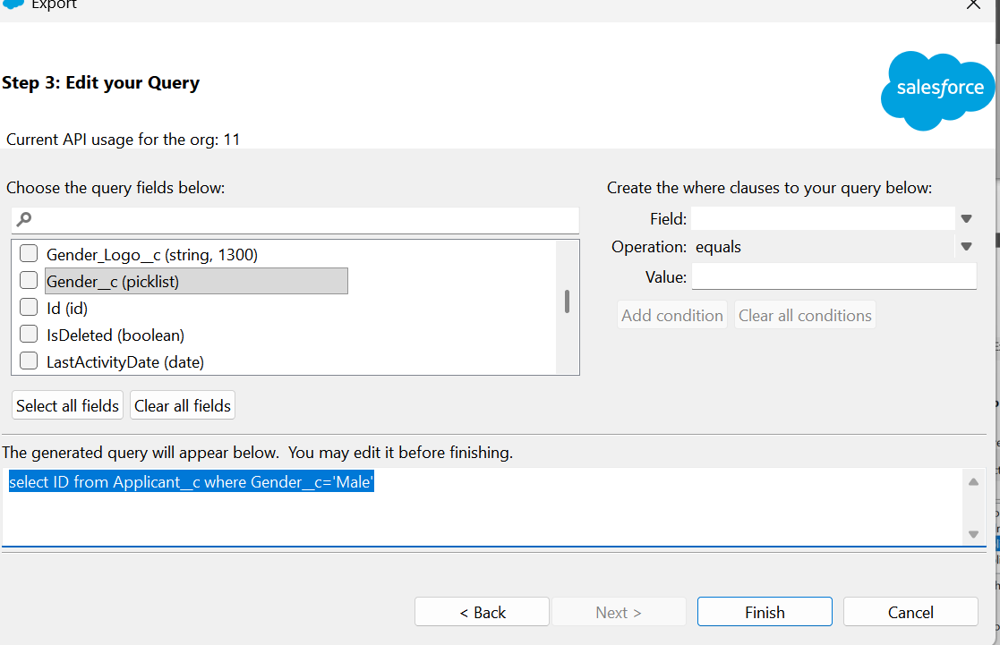 Export
Step 3: Edit your Query
salesforce
Current API usage for the org: 11
Choose the query fields below:
Gender_Logo__c (string, 1300)
Gender__c (picklist)
Id (id)
IsDeleted (boolean)
LastActivityDate (date)
Select all fields Clear all fields
Create the where clauses to your query below:
Field:
Operation: equals
Value:
Add condition Clear all conditions
The generated query will appear below.  You may edit it before finishing.
select ID from Applicant__c where Gender__c='Male'
< Back Next > Finish Cancel